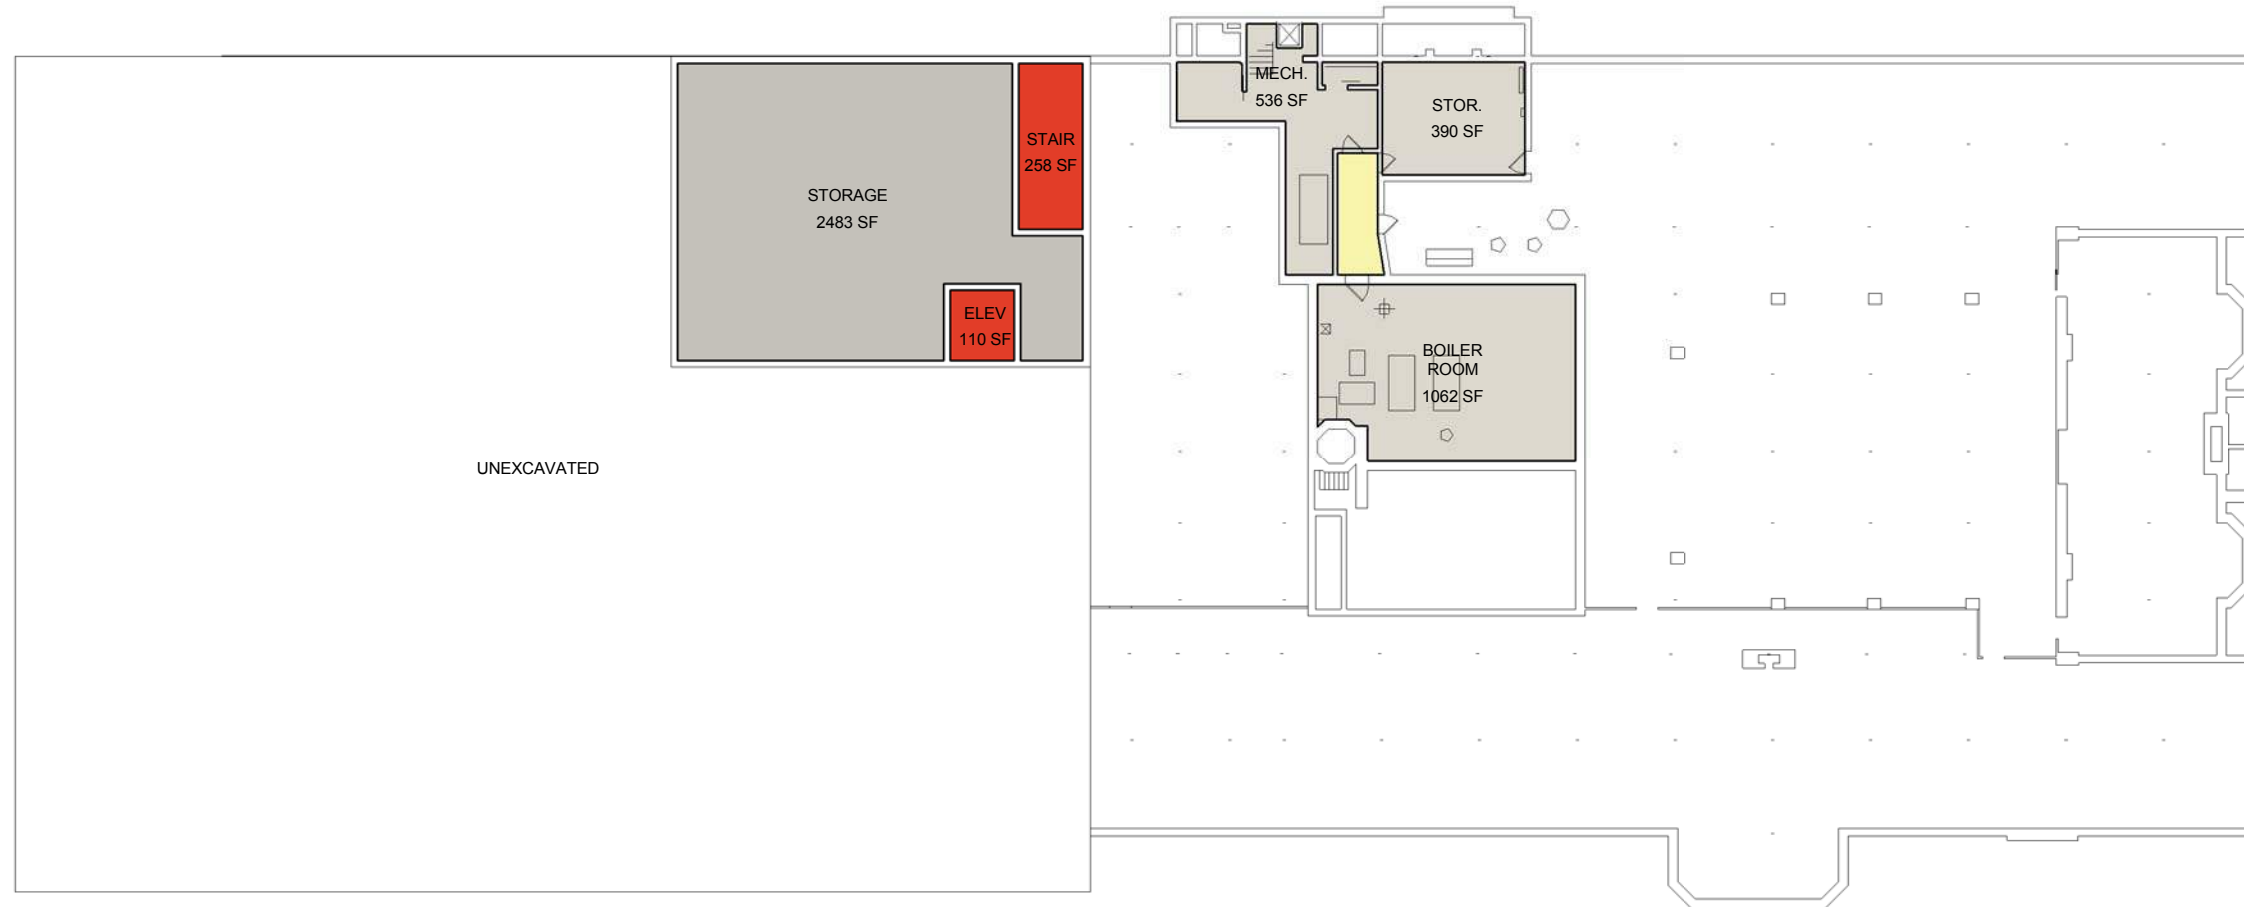 MECH.
536 SF
STOR.
390 SF
STAIR
258 SF
STORAGE
2483 SF
ELEV
110 SF
BOILER
ROOM
1062 SF
UNEXCAVATED